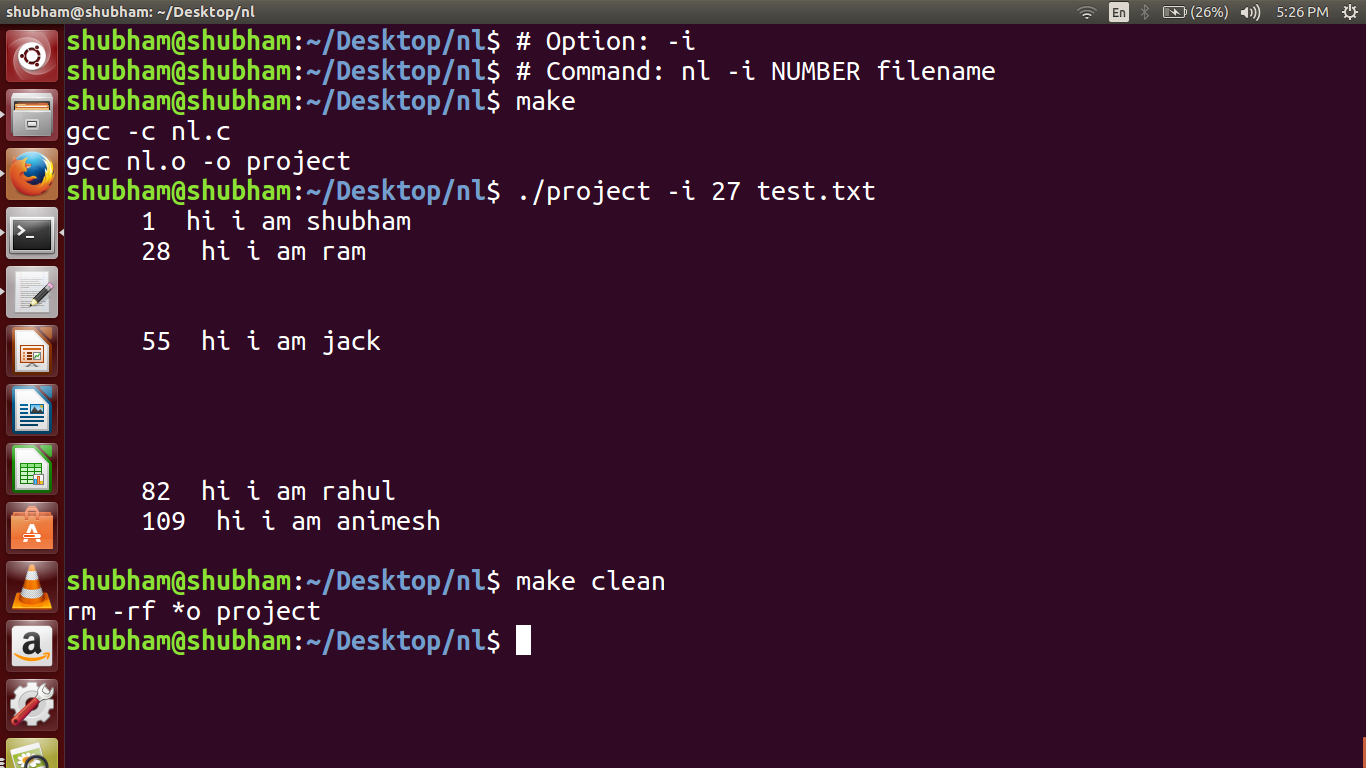 shubham@shubham: ~/Desktop/nl
En
(26%)
5:26 PM
shubham@shubham:~/Desktop/nl$ # Option: -i
shubham@shubham:~/Desktop/nl$ # Command: nl -i NUMBER filename
shubham@shubham:~/Desktop/nl$ make
gcc -c nl.c
gcc nl.o -o project
shubham@shubham:~/Desktop/nl$ ./project -i 27 test.txt
     1  hi i am shubham
     28  hi i am ram
     55  hi i am jack
     82  hi i am rahul
     109  hi i am animesh
shubham@shubham:~/Desktop/nl$ make clean
rm -rf *o project
shubham@shubham:~/Desktop/nl$